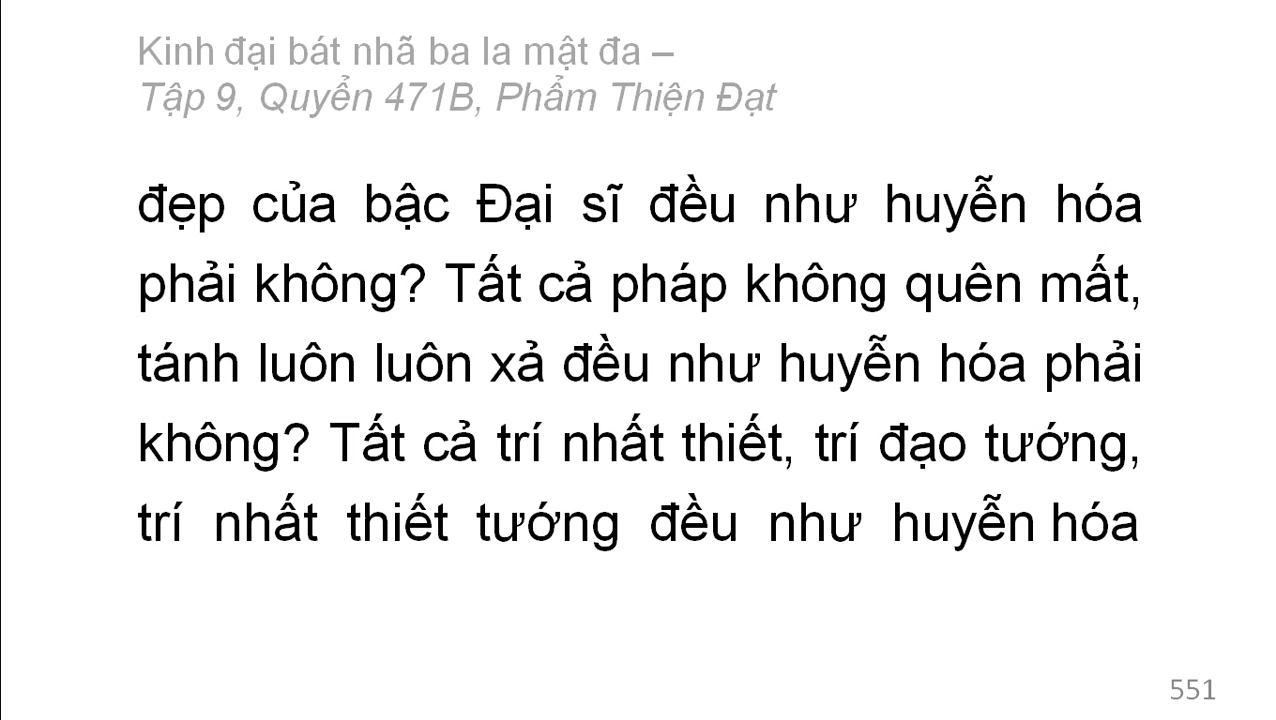 Kinh đại bát nhã ba la mật đa –
Tập 9, Quyển 471B, Phẩm Thiện Đạt
đẹp của bậc Đại sĩ đều như huyễn hóa
phải không? Tất cả pháp không quên mất,
tánh luôn luôn xả đều như huyễn hóa phải
không? Tất cả trí nhất thiết, trí đạo tướng,
trí nhất thiết tướng đều như huyễn hóa
551